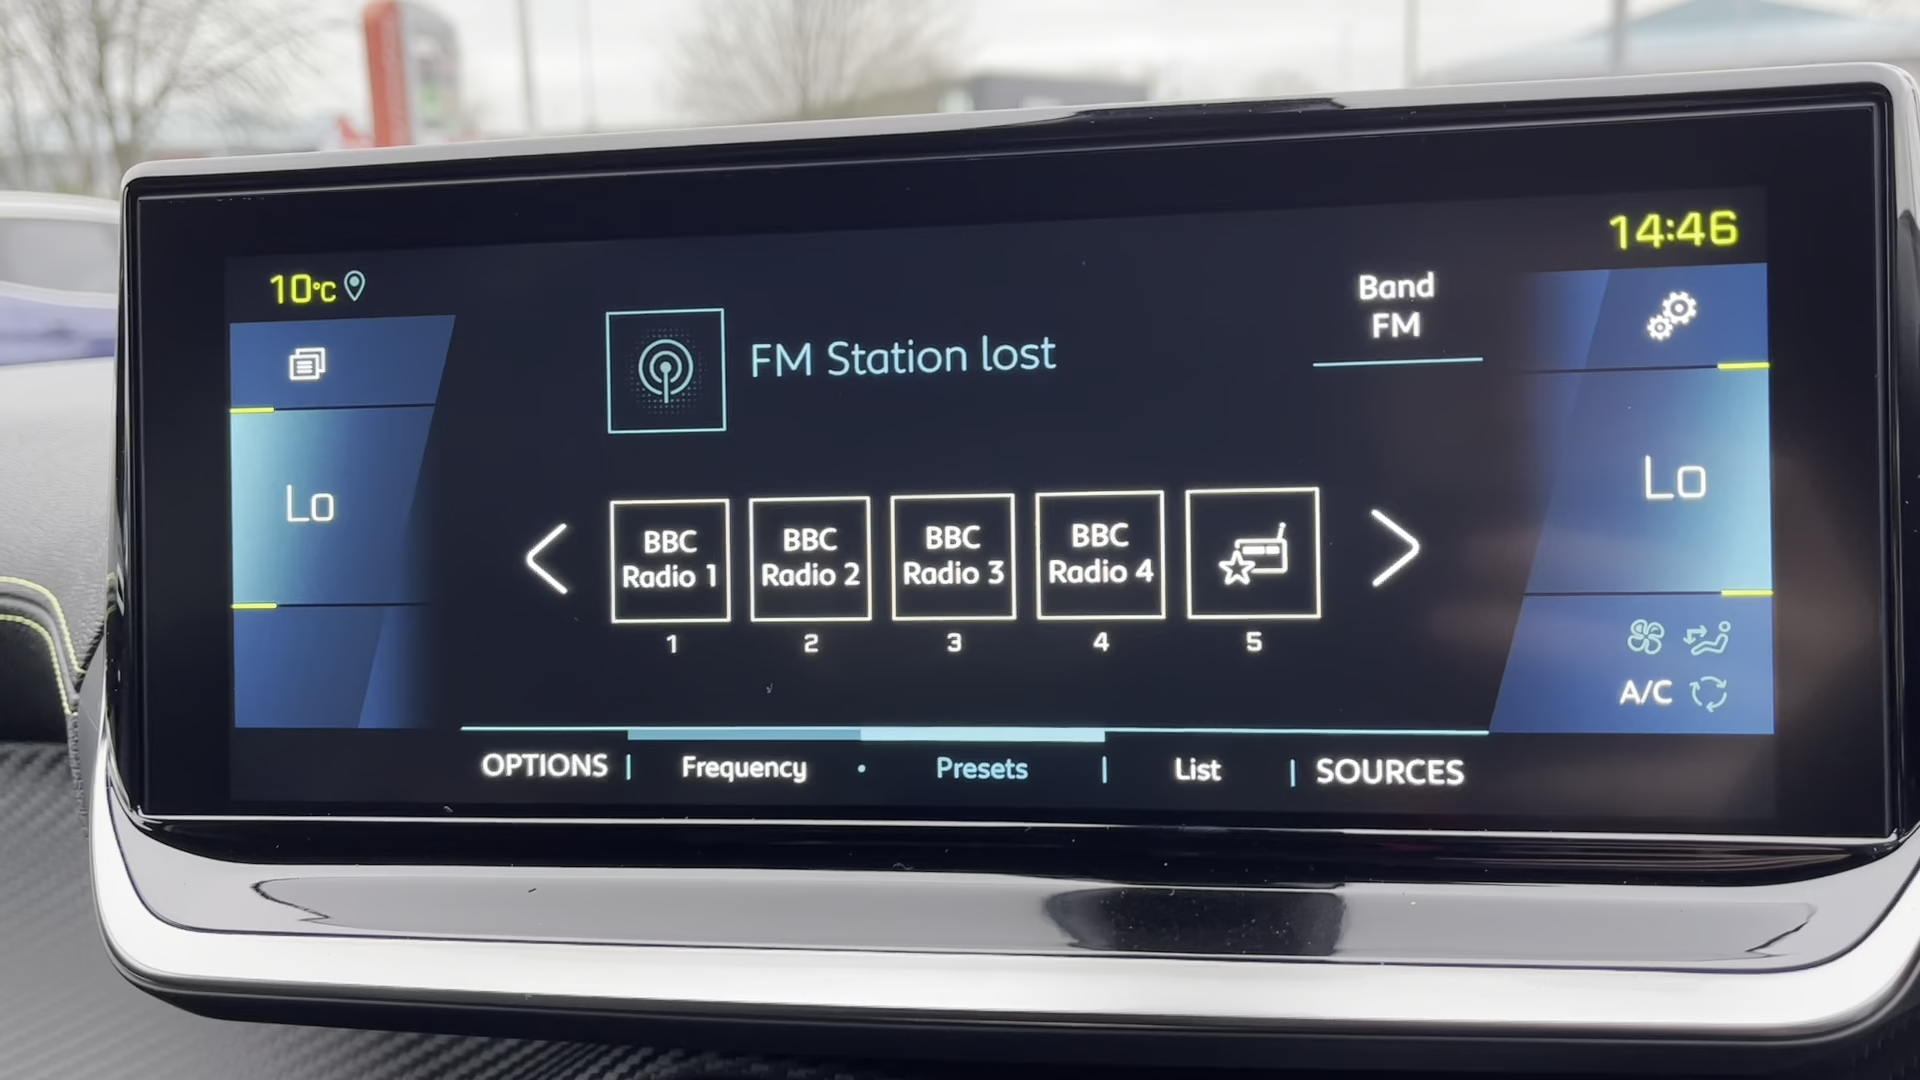 14:46
10°C
Band
FM
FM Station lost
Lo
Lo
BBC
Radio 1
BBC
Radio 2
BBC
Radio 3
BBC
Radio 4
1
2
3
4
5
A/C
OPTIONS | Frequency • Presets | List | SOURCES